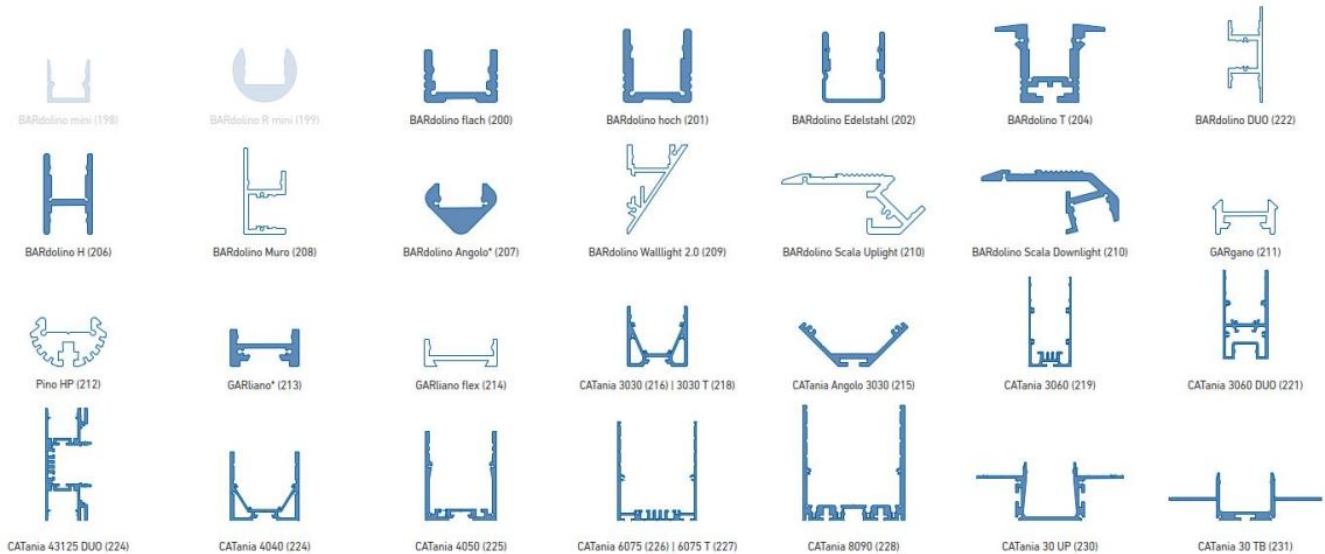 BARdolino mini (198)
BARdolino R mini (199)
BARdolino flach (200)
BARdolino hoch (201)
BARdolino Edelstahl (202)
BARdolino T (204)
BARdolino DUO (222)
BARdolino H (206)
BARdolino Muro (208)
BARdolino Angolo* (207)
BARdolino Walllight 2.0 (209)
BARdolino Scala Uplight (210)
BARdolino Scala Downlight (210)
GARgano (211)
Pino HP (212)
GARliano* (213)
GARliano flex (214)
CATania 3030 (216) | 3030 T (218)
CATania Angolo 3030 (215)
CATania 3060 (219)
CATania 3060 DUO (221)
CATania 43125 DUO (224)
CATania 4040 (224)
CATania 4050 (225)
CATania 6075 (226) | 6075 T (227)
CATania 8090 (228)
CATania 30 UP (230)
CATania 30 TB (231)